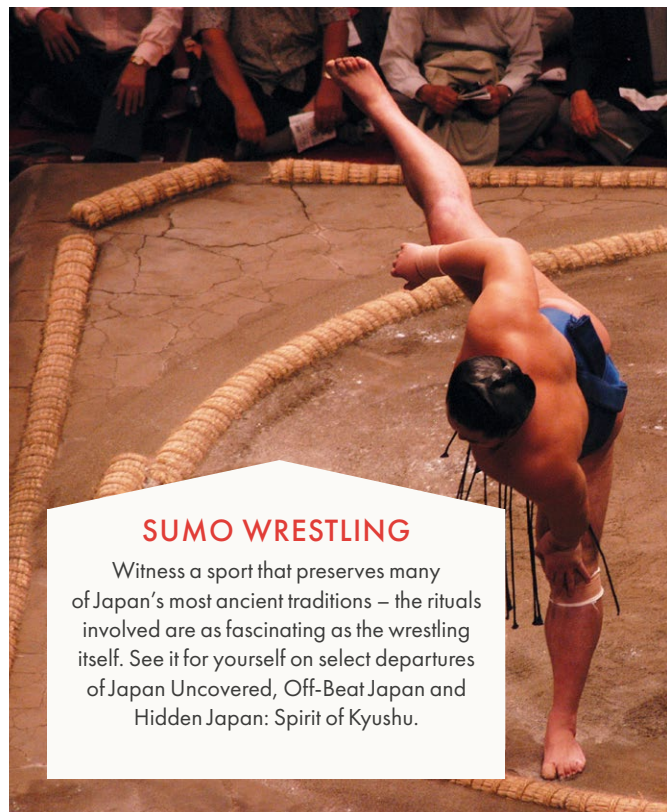 SUMO WRESTLING
Witness a sport that preserves many
of Japan’s most ancient traditions – the rituals
involved are as fascinating as the wrestling
itself. See it for yourself on select departures
of Japan Uncovered, Off-Beat Japan and
Hidden Japan: Spirit of Kyushu.